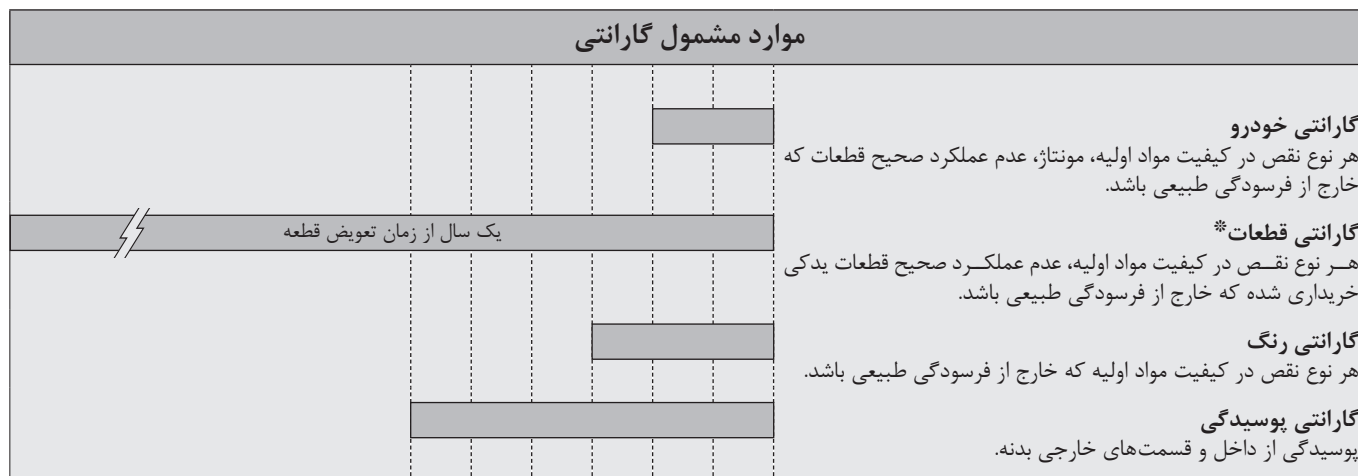 موارد مشمول گارانتی
گارانتی خودرو
هر نوع نقص در کیفیت مواد اولیه، مونتاژ، عدم عملکرد صحیح قطعات که
خارج از فرسودگی طبیعی باشد.
گارانتی قطعات*
یک سال از زمان تعویض قطعه
هــر نوع نقــص در کیفیت مواد اولیه، عدم عملکــرد صحیح قطعات یدکی
خریداری شده که خارج از فرسودگی طبیعی باشد.
گارانتی رنگ
هر نوع نقص در کیفیت مواد اولیه که خارج از فرسودگی طبیعی باشد.
گارانتی پوسیدگی
پوسیدگی از داخل و قسمت‌های خارجی بدنه.